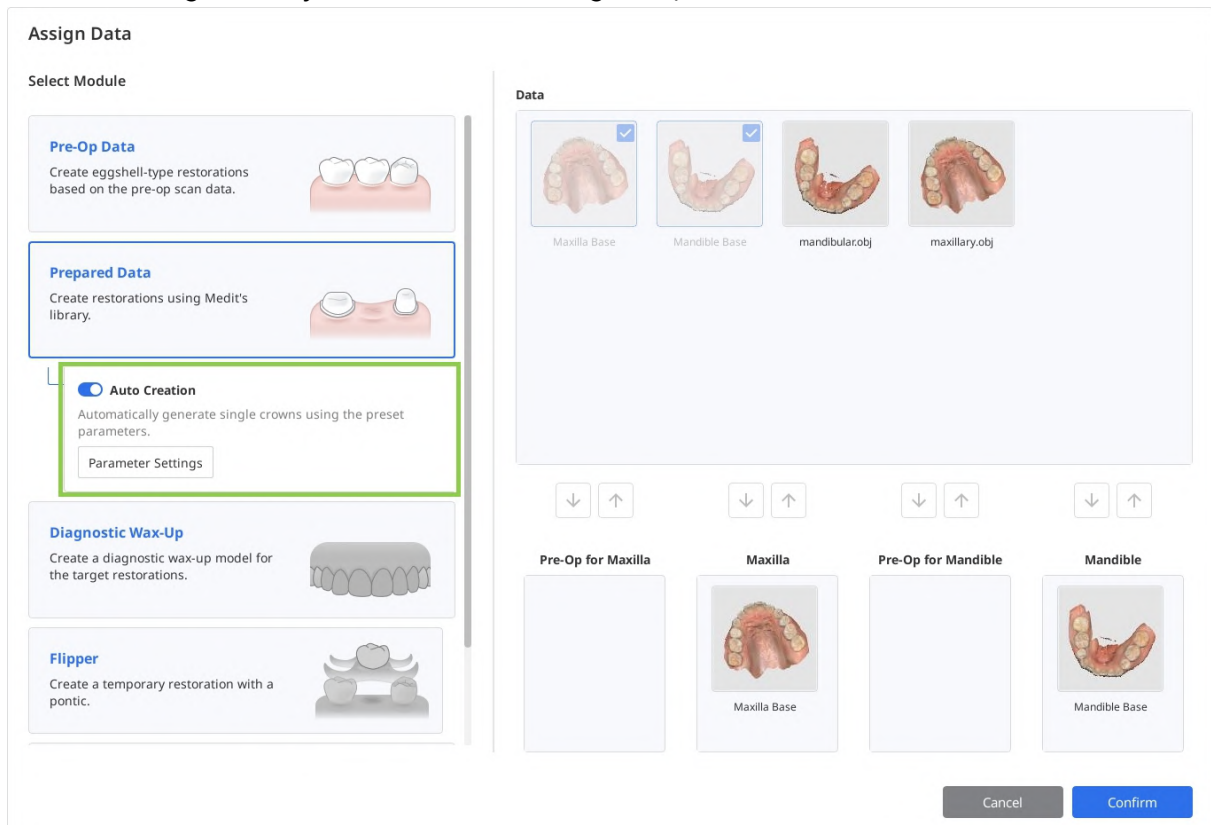 Assign Data
Select Module
Pre-Op Data
Create eggshell-type restorations
based on the pre-op scan data.
Prepared Data
Create restorations using Medit's
library.
Auto Creation
Automatically generate single crowns using the preset
parameters.
Parameter Settings
Diagnostic Wax-Up
Create a diagnostic wax-up model for
the target restorations.
Flipper
Create a temporary restoration with a
pontic.
Data
Maxilla Base
Mandible Base
mandibular.obj
maxillary.obj
Pre-Op for Maxilla
Maxilla
Pre-Op for Mandible
Mandible
Maxilla Base
Mandible Base
Cancel
Confirm